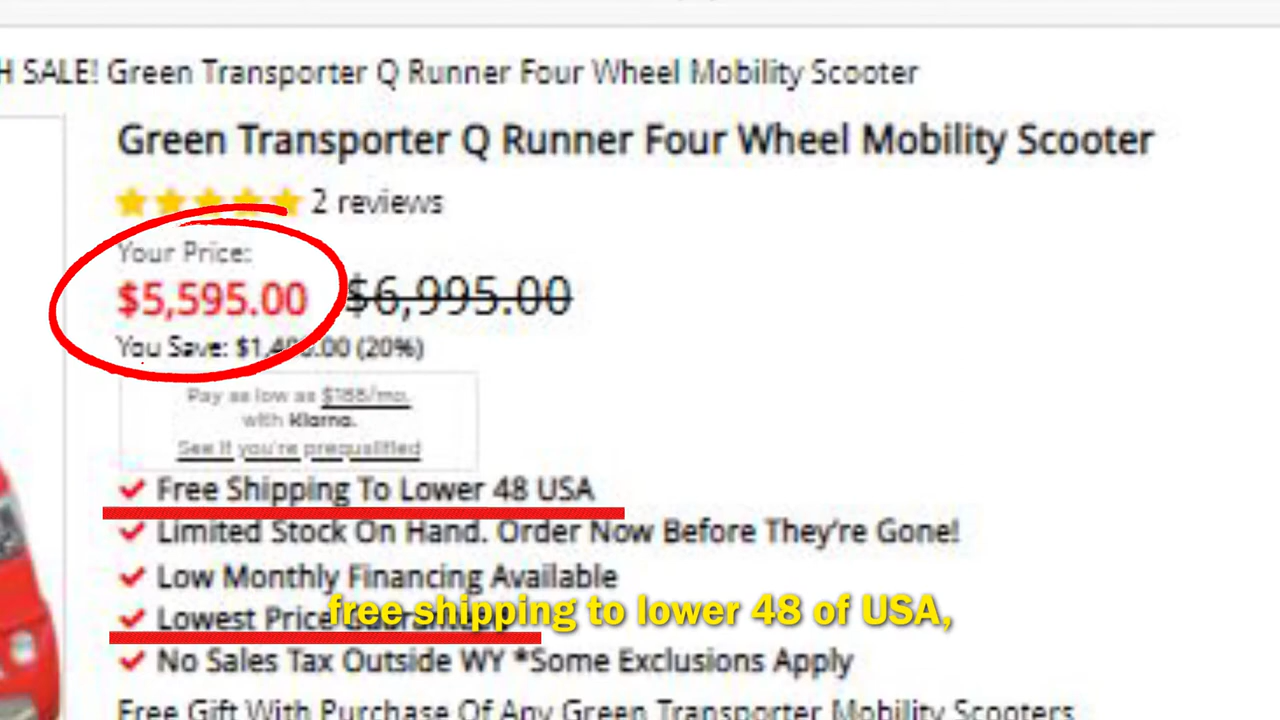 H SALE! Green Transporter Q Runner Four Wheel Mobility Scooter
Green Transporter Q Runner Four Wheel Mobility Scooter
2 reviews
Your Price:
$5,595.00 $6,995.00
You Save: $1,400.00 (20%)
Pay as low as $188/mo.
with Klarna.
See if you're prequalified
Free Shipping To Lower 48 USA
Limited Stock On Hand. Order Now Before They're Gone!
Low Monthly Financing Available
free shipping to lower 48 of USA,
Lowest Price Guarantee
No Sales Tax Outside WY *Some Exclusions Apply
Free Gift With Purchase Of Any Green Transporter Mobility Scooters